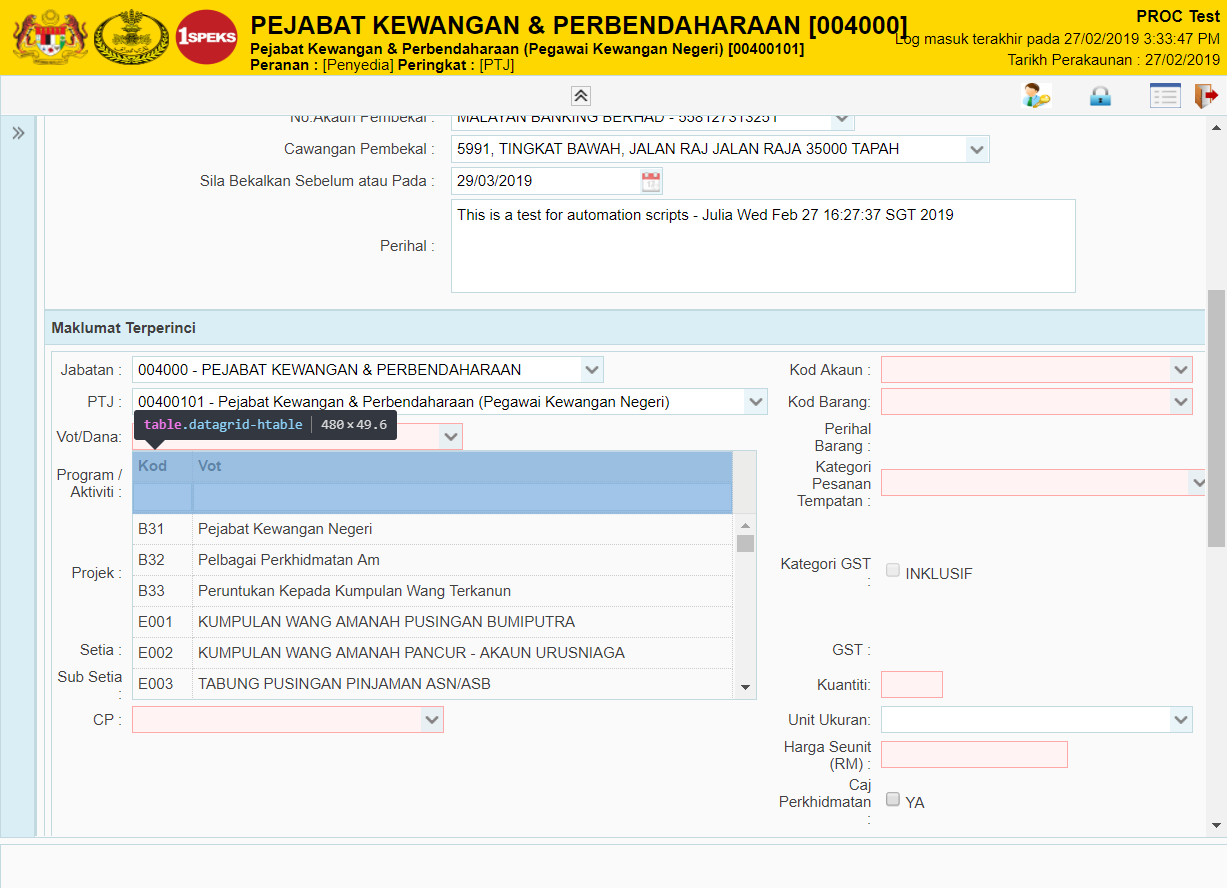 1SPEKS
PEJABAT KEWANGAN & PERBENDAHARAAN [004000]
Pejabat Kewangan & Perbendaharaan (Pegawai Kewangan Negeri) [00400101]
Peranan : [Penyedia] Peringkat : [PTJ]
PROC Test
Log masuk terakhir pada 27/02/2019 3:33:47 PM
Tarikh Perakaunan : 27/02/2019
No.Akaun Pembekal : MALAYAN BANKING BERHAD - 558127313251
Cawangan Pembekal : 5991, TINGKAT BAWAH, JALAN RAJ JALAN RAJA 35000 TAPAH
Sila Bekalkan Sebelum atau Pada : 29/03/2019
Perihal : This is a test for automation scripts - Julia Wed Feb 27 16:27:37 SGT 2019
Maklumat Terperinci
Jabatan : 004000 - PEJABAT KEWANGAN & PERBENDAHARAAN
PTJ : 00400101 - Pejabat Kewangan & Perbendaharaan (Pegawai Kewangan Negeri)
table.datagrid-htable 480×49.6
Vot/Dana:
Kod Vot
Program /
Aktiviti :
B31 Pejabat Kewangan Negeri
B32 Pelbagai Perkhidmatan Am
B33 Peruntukan Kepada Kumpulan Wang Terkanun
E001 KUMPULAN WANG AMANAH PUSINGAN BUMIPUTRA
E002 KUMPULAN WANG AMANAH PANCUR - AKAUN URUSNIAGA
E003 TABUNG PUSINGAN PINJAMAN ASN/ASB
Projek :
Setia :
Sub Setia
:
CP :
Kod Akaun :
Kod Barang:
Perihal
Barang :
Kategori
Pesanan
Tempatan :
Kategori GST
:
INKLUSIF
GST :
Kuantiti:
Unit Ukuran:
Harga Seunit
(RM) :
Caj
Perkhidmatan
:
YA